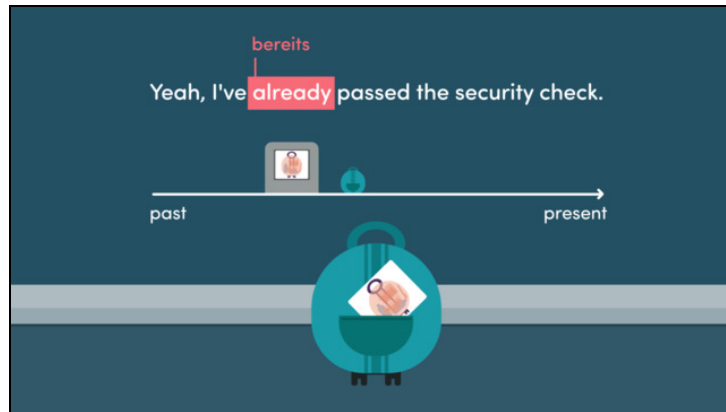 bereits
Yeah, I've already passed the security check.
past present